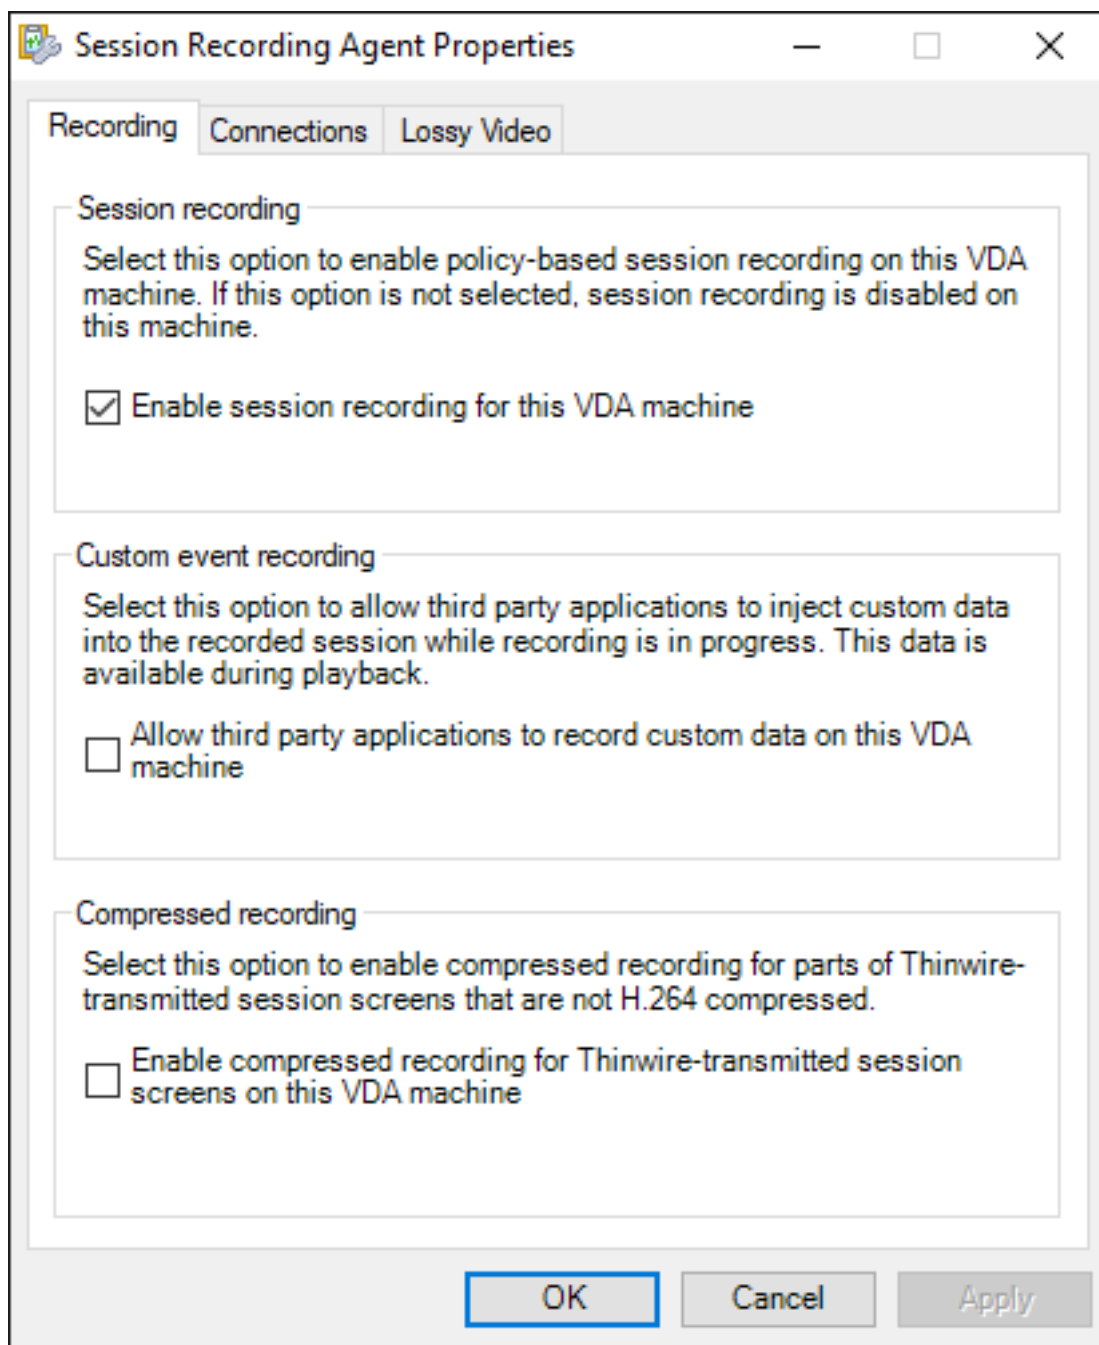 Session Recording Agent Properties
Recording
Connections
Lossy Video
Session recording
Select this option to enable policy-based session recording on this VDA
machine. If this option is not selected, session recording is disabled on
this machine.
Enable session recording for this VDA machine
Custom event recording
Select this option to allow third party applications to inject custom data
into the recorded session while recording is in progress. This data is
available during playback.
Allow third party applications to record custom data on this VDA
machine
Compressed recording
Select this option to enable compressed recording for parts of Thinwire-
transmitted session screens that are not H.264 compressed.
Enable compressed recording for Thinwire-transmitted session
screens on this VDA machine
OK
Cancel
Apply